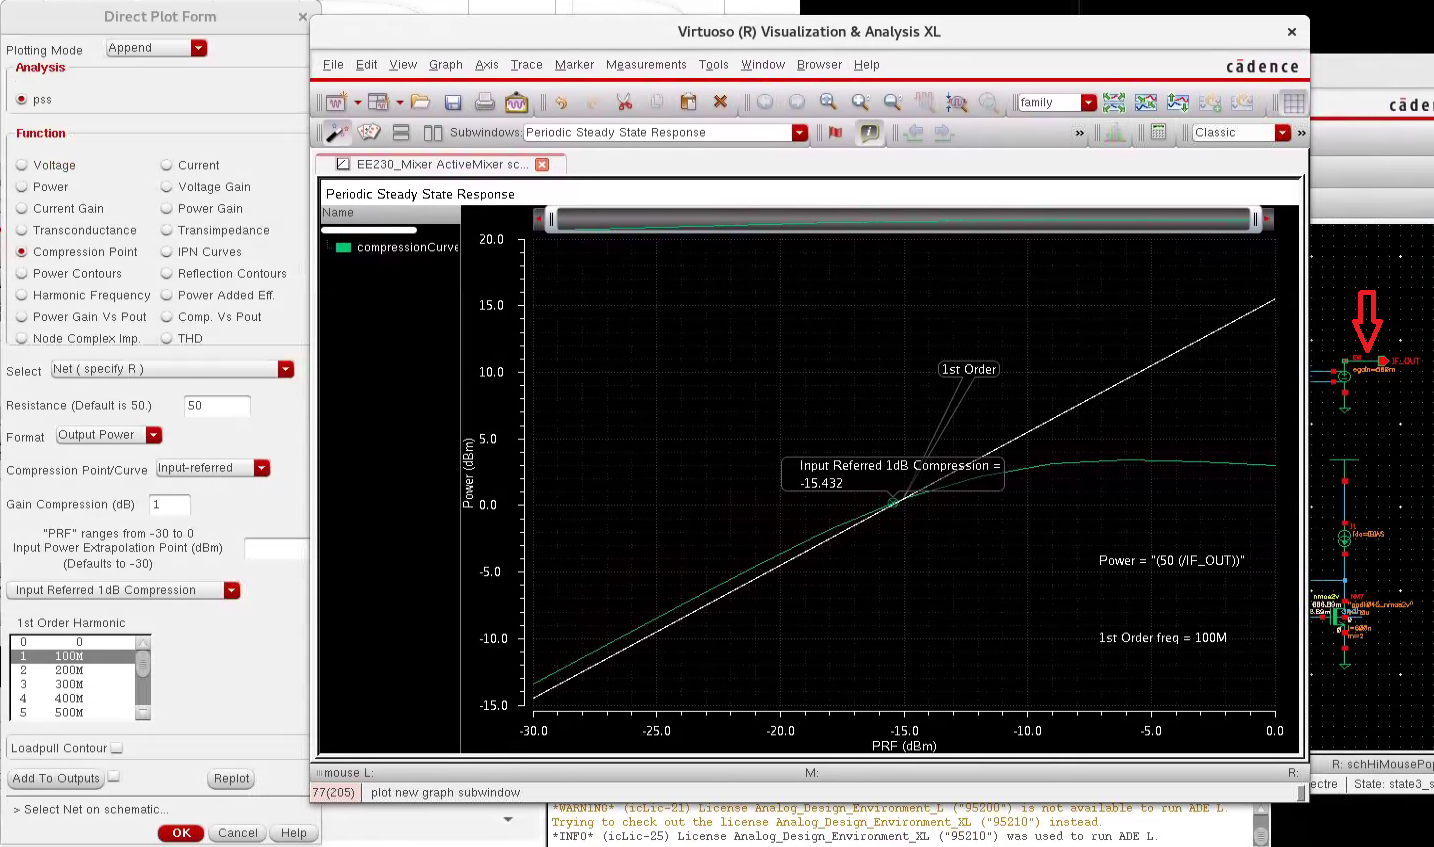 Direct Plot Form
Plotting Mode Append
Analysis
pss
Function
Voltage Current
Power Voltage Gain
Current Gain Power Gain
Transconductance Transimpedance
Compression Point IPN Curves
Power Contours Reflection Contours
Harmonic Frequency Power Added Eff.
Power Gain Vs Pout Comp. Vs Pout
Node Complex Imp. THD
Select Net ( specify R )
Resistance (Default is 50.) 50
Format Output Power
Compression Point/Curve Input-referred
Gain Compression (dB) 1
"PRF" ranges from -30 to 0
Input Power Extrapolation Point (dBm)
(Defaults to -30)
Input Referred 1dB Compression
1st Order Harmonic
0 0
1 100M
2 200M
3 300M
4 400M
5 500M
Loadpull Contour
Add To Outputs Replot
> Select Net on schematic...
OK Cancel Help
Virtuoso (R) Visualization & Analysis XL
File Edit View Graph Axis Trace Marker Measurements Tools Window Browser Help
cādence
family
Subwindows: Periodic Steady State Response
Classic
EE230_Mixer ActiveMixer sc...
Periodic Steady State Response
Name
compressionCurve
20.0
15.0
10.0
5.0
0.0
-5.0
-10.0
-15.0
Power (dBm)
1st Order
Input Referred 1dB Compression =
-15.432
Power = "(50 (/IF_OUT))"
1st Order freq = 100M
-30.0 -25.0 -20.0 -15.0 -10.0 -5.0 0.0
PRF (dBm)
mouse L: M: R:
77(205) plot new graph subwindow
*WARNING* (icLic-21) License Analog_Design_Environment_L ("95200") is not available to run ADE L.
Trying to check out the license Analog_Design_Environment_XL ("95210") instead.
*INFO* (icLic-25) License Analog_Design_Environment_XL ("95210") was used to run ADE L.
cādenc
IF_OUT
R: schHiMousePop
ectre State: state3_s